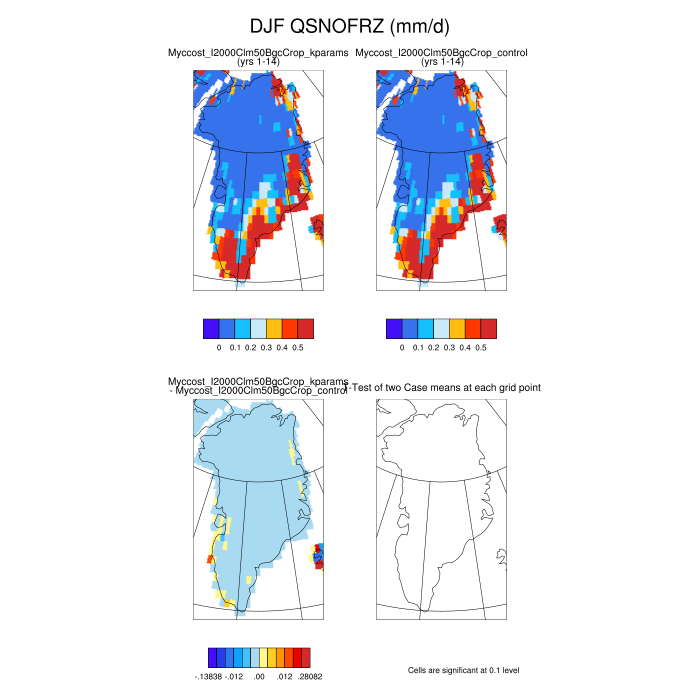 DJF QSNOFRZ (mm/d)
Myccost_I2000Clm50BgcCrop_kparams
(yrs 1-14)
Myccost_I2000Clm50BgcCrop_control
(yrs 1-14)
0 0.1 0.2 0.3 0.4 0.5
0 0.1 0.2 0.3 0.4 0.5
Myccost_I2000Clm50BgcCrop_kparams
- Myccost_I2000Clm50BgcCrop_control
T-Test of two Case means at each grid point
-.13838 -.012 .00 .012 .28082
Cells are significant at 0.1 level